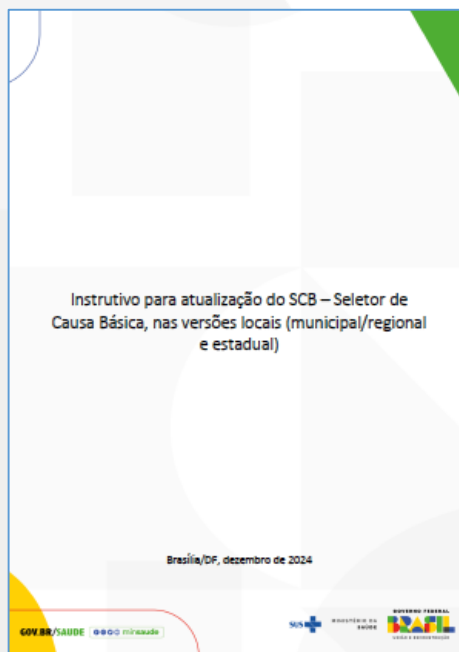 Instrutivo para atualização do SCB – Seletor de
Causa Básica, nas versões locais (municipal/regional
e estadual)
Brasília/DF, dezembro de 2024
GOV.BR/SAUDE minsaude
SUS MINISTÉRIO DA
SAÚDE
GOVERNO FEDERAL
BRASIL
UNIÃO E RECONSTRUÇÃO